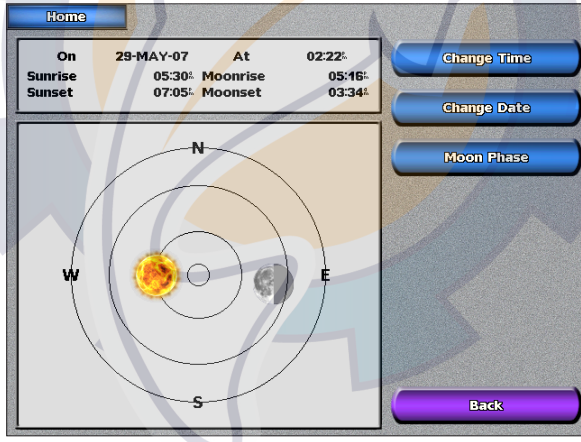 Home
On 29-MAY-07 At 02:22
Sunrise 05:30 Moonrise 05:16
Sunset 07:05 Moonset 03:34
Change Time
Change Date
Moon Phase
N
W E
S
Back